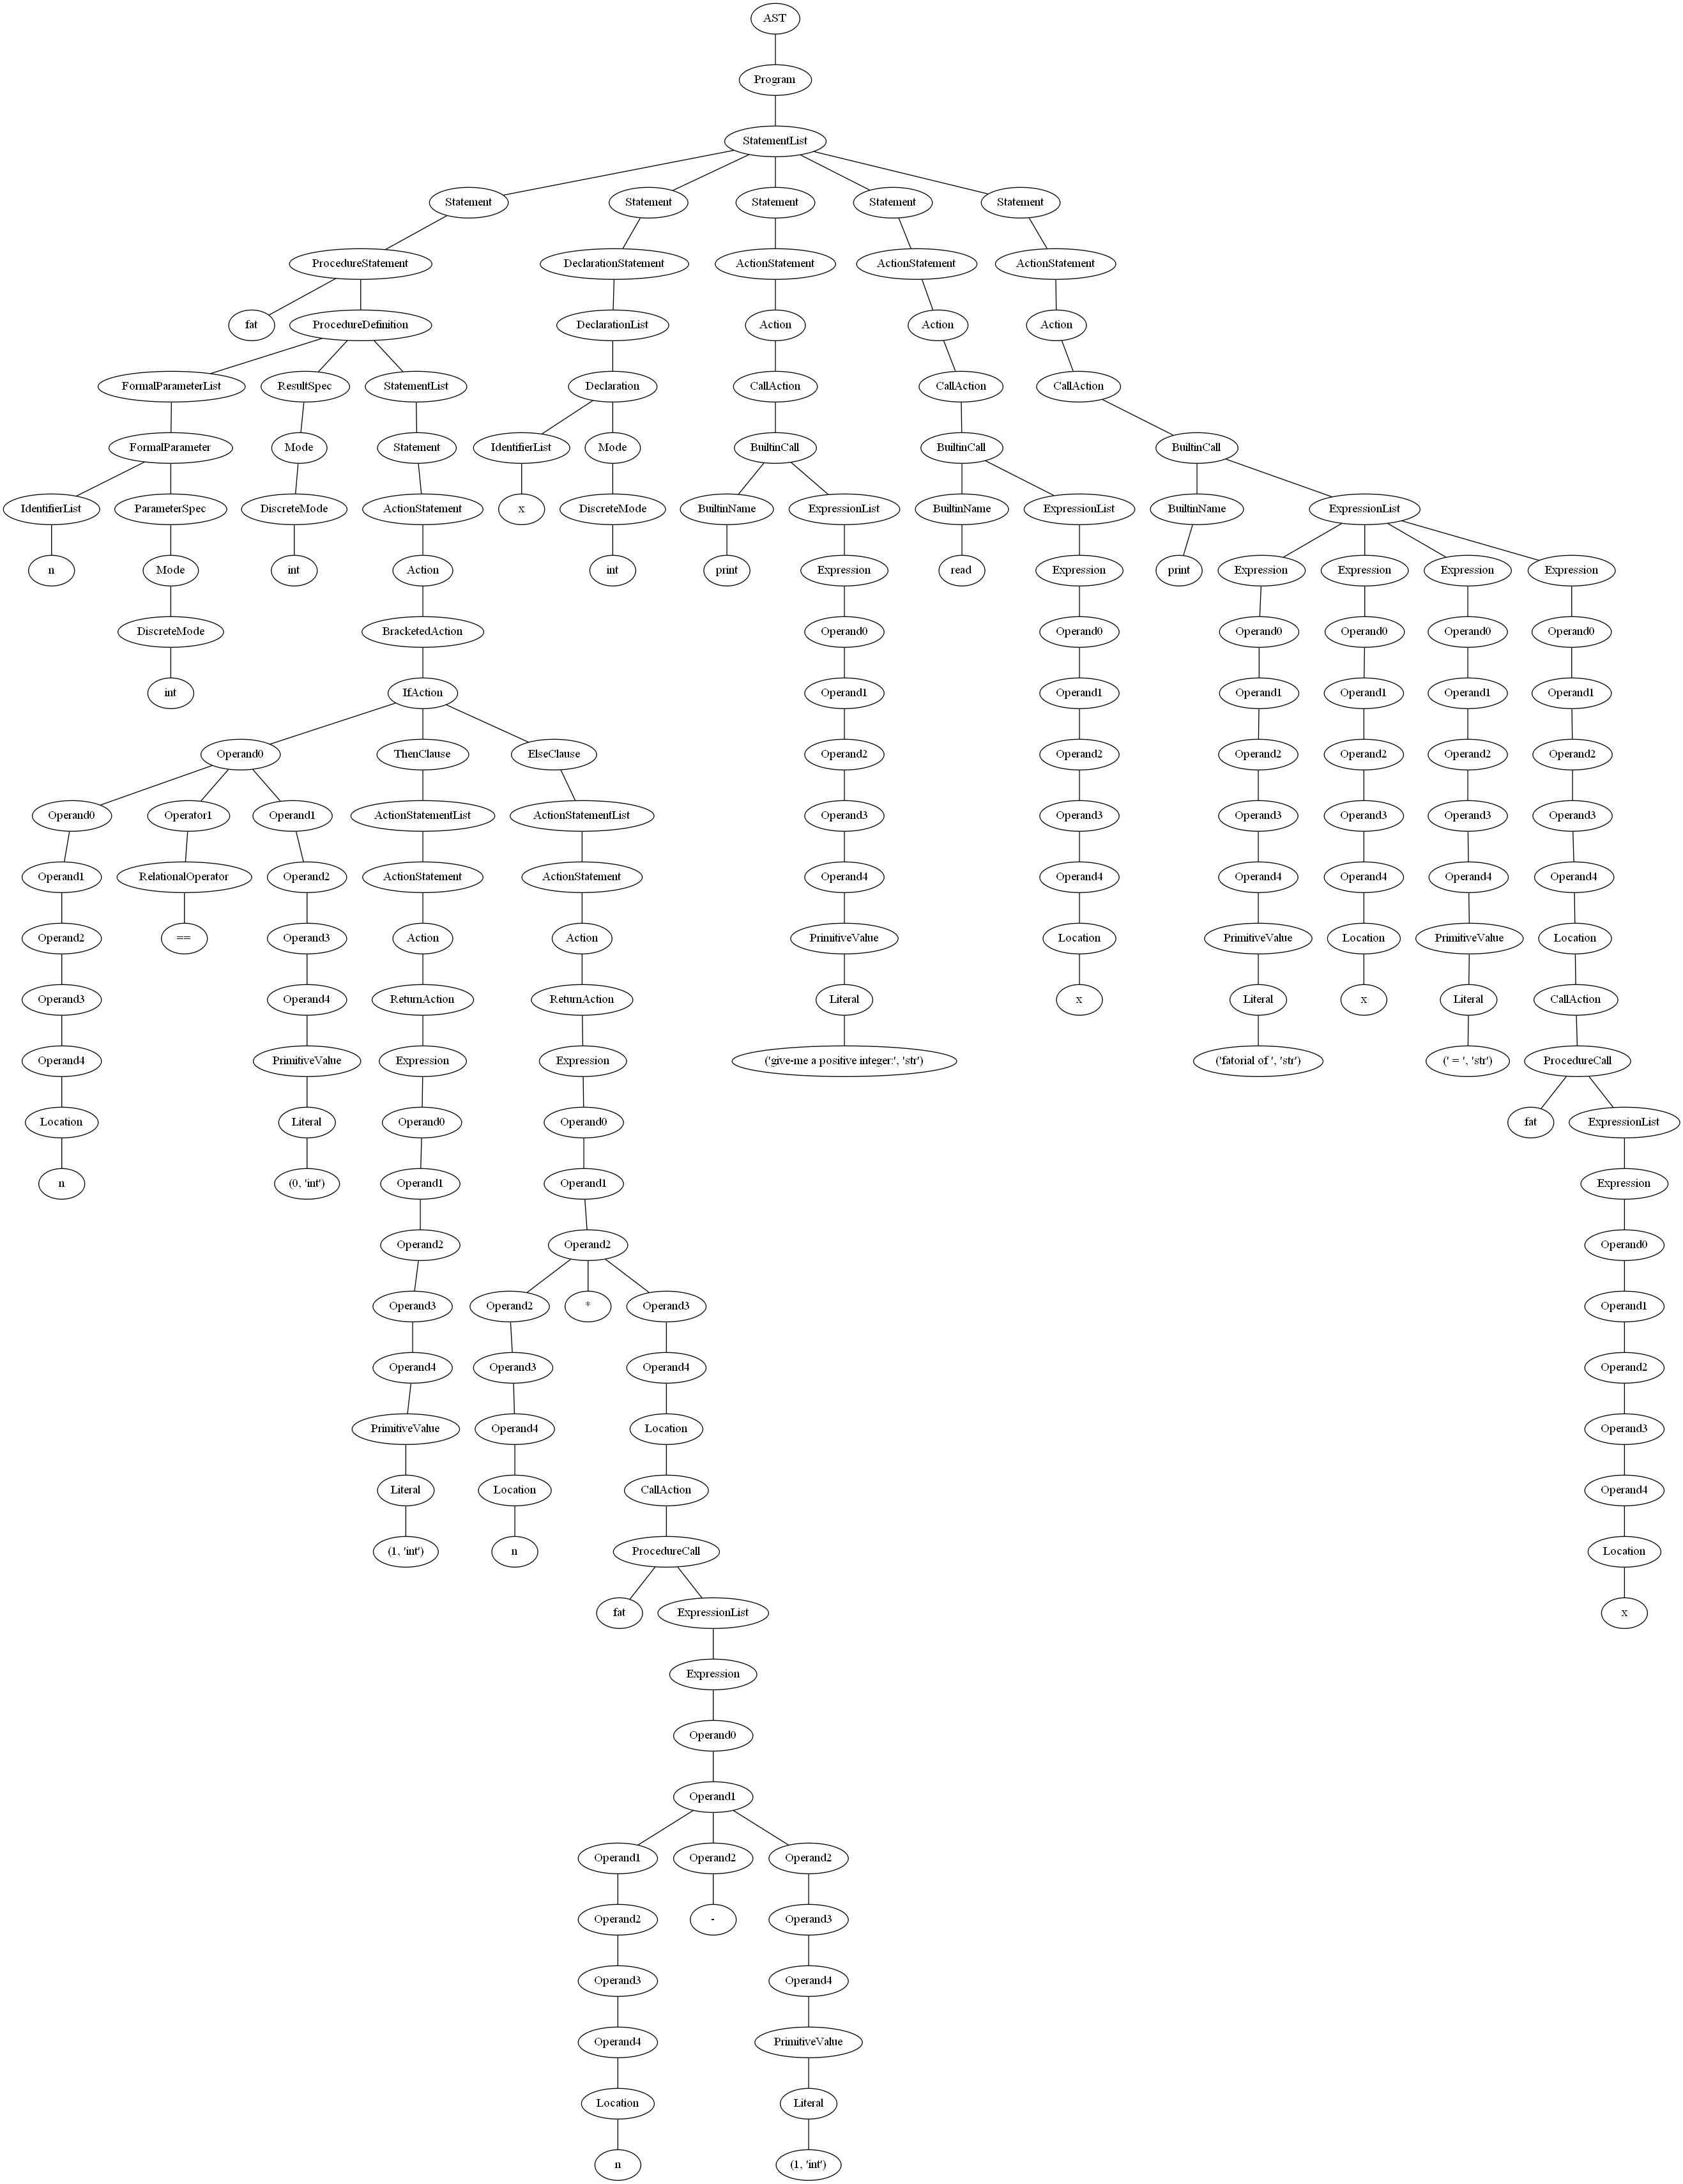 AST
Program
StatementList
Statement Statement Statement Statement Statement
ProcedureStatement DeclarationStatement ActionStatement ActionStatement ActionStatement
fat ProcedureDefinition DeclarationList Action Action Action
FormalParameterList ResultSpec StatementList Declaration CallAction CallAction CallAction
FormalParameter Mode Statement IdentifierList Mode BuiltinCall BuiltinCall BuiltinCall
IdentifierList ParameterSpec DiscreteMode ActionStatement x DiscreteMode BuiltinName ExpressionList BuiltinName ExpressionList BuiltinName ExpressionList
n Mode int Action int print Expression read Expression print Expression Expression Expression Expression
DiscreteMode BracketedAction Operand0 Operand0 Operand0 Operand0 Operand0 Operand0
int IfAction Operand1 Operand1 Operand1 Operand1 Operand1 Operand1
Operand0 ThenClause ElseClause Operand2 Operand2 Operand2 Operand2 Operand2 Operand2
Operand0 Operator1 Operand1 ActionStatementList ActionStatementList Operand3 Operand3 Operand3 Operand3 Operand3 Operand3
Operand1 RelationalOperator Operand2 ActionStatement ActionStatement Operand4 Operand4 Operand4 Operand4 Operand4 Operand4
Operand2 == Operand3 Action Action PrimitiveValue Location PrimitiveValue Location PrimitiveValue Location
Operand3 Operand4 ReturnAction ReturnAction Literal x Literal x Literal CallAction
Operand4 PrimitiveValue Expression Expression ('give-me a positive integer:', 'str') ('fatorial of ', 'str') (' = ', 'str') ProcedureCall
Location Literal Operand0 Operand0 fat ExpressionList
n (0, 'int') Operand1 Operand1 Expression
Operand2 Operand2 Operand0
Operand3 Operand2 * Operand3 Operand1
Operand4 Operand3 Operand4 Operand2
PrimitiveValue Operand4 Location Operand3
Literal Location CallAction Operand4
(1, 'int') n ProcedureCall Location
fat ExpressionList x
Expression
Operand0
Operand1
Operand1 Operand2 Operand2
Operand2 - Operand3
Operand3 Operand4
Operand4 PrimitiveValue
Location Literal
n (1, 'int')